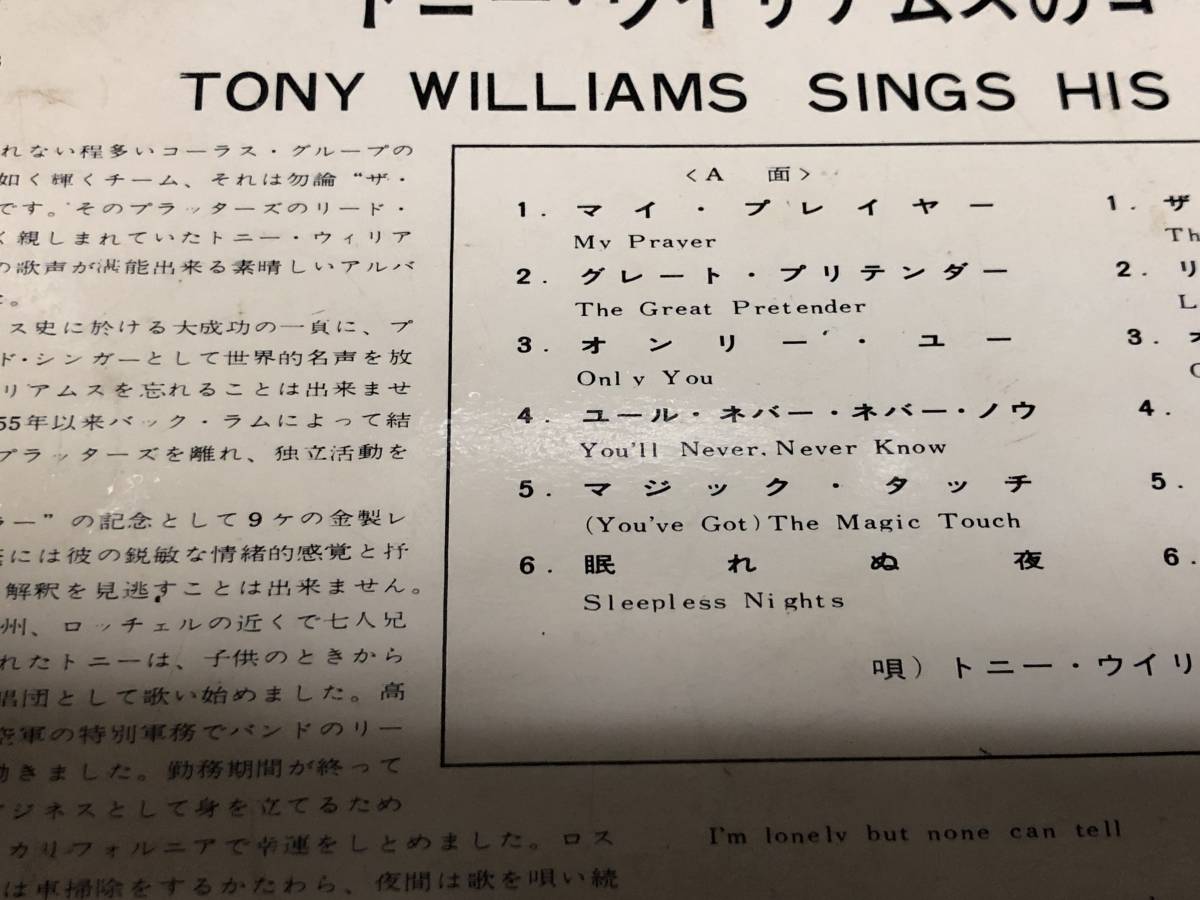 トニー・ウイリアムスのゴ
TONY WILLIAMS SINGS HIS
れない程多いコーラス・グループの
如く輝くチーム、それは勿論“ザ・
です。そのプラッターズのリード・
く親しまれていたトニー・ウィリア
の歌声が満能出来る素晴しいアルバ
た。
ス史に於ける大成功の一頁に、プ
ド・シンガーとして世界的名声を放
リアムスを忘れることは出来ませ
55年以来バック・ラムによって結
プラッターズを離れ、独立活動を
ラー”の記念として9ケの金製レ
には彼の鋭敏な情緒的感覚と抒
解釈を見逃すことは出来ません。
州、ロッチェルの近くで七人兄
れたトニーは、子供のときから
唱団として歌い始めました。高
空軍の特別軍務でバンドのリー
動きました。勤務期間が終って
ビジネスとして身を立てるため
カリフォルニアで幸運をしとめました。ロス
は車掃除をするかたわら、夜間は歌を唄い続
<A 面>
1. マイ・プレイヤー
My Prayer
2. グレート・プリテンダー
The Great Pretender
3. オンリー・ユー
Only You
4. ユール・ネバー・ネバー・ノウ
You'll Never, Never Know
5. マジック・タッチ
(You've Got) The Magic Touch
6. 眠れぬ夜
Sleepless Nights
1. ザ
Th
2. リ
L
3. オ
4.
5.
6.
唄) トニー・ウイリ
I'm lonely but none can tell